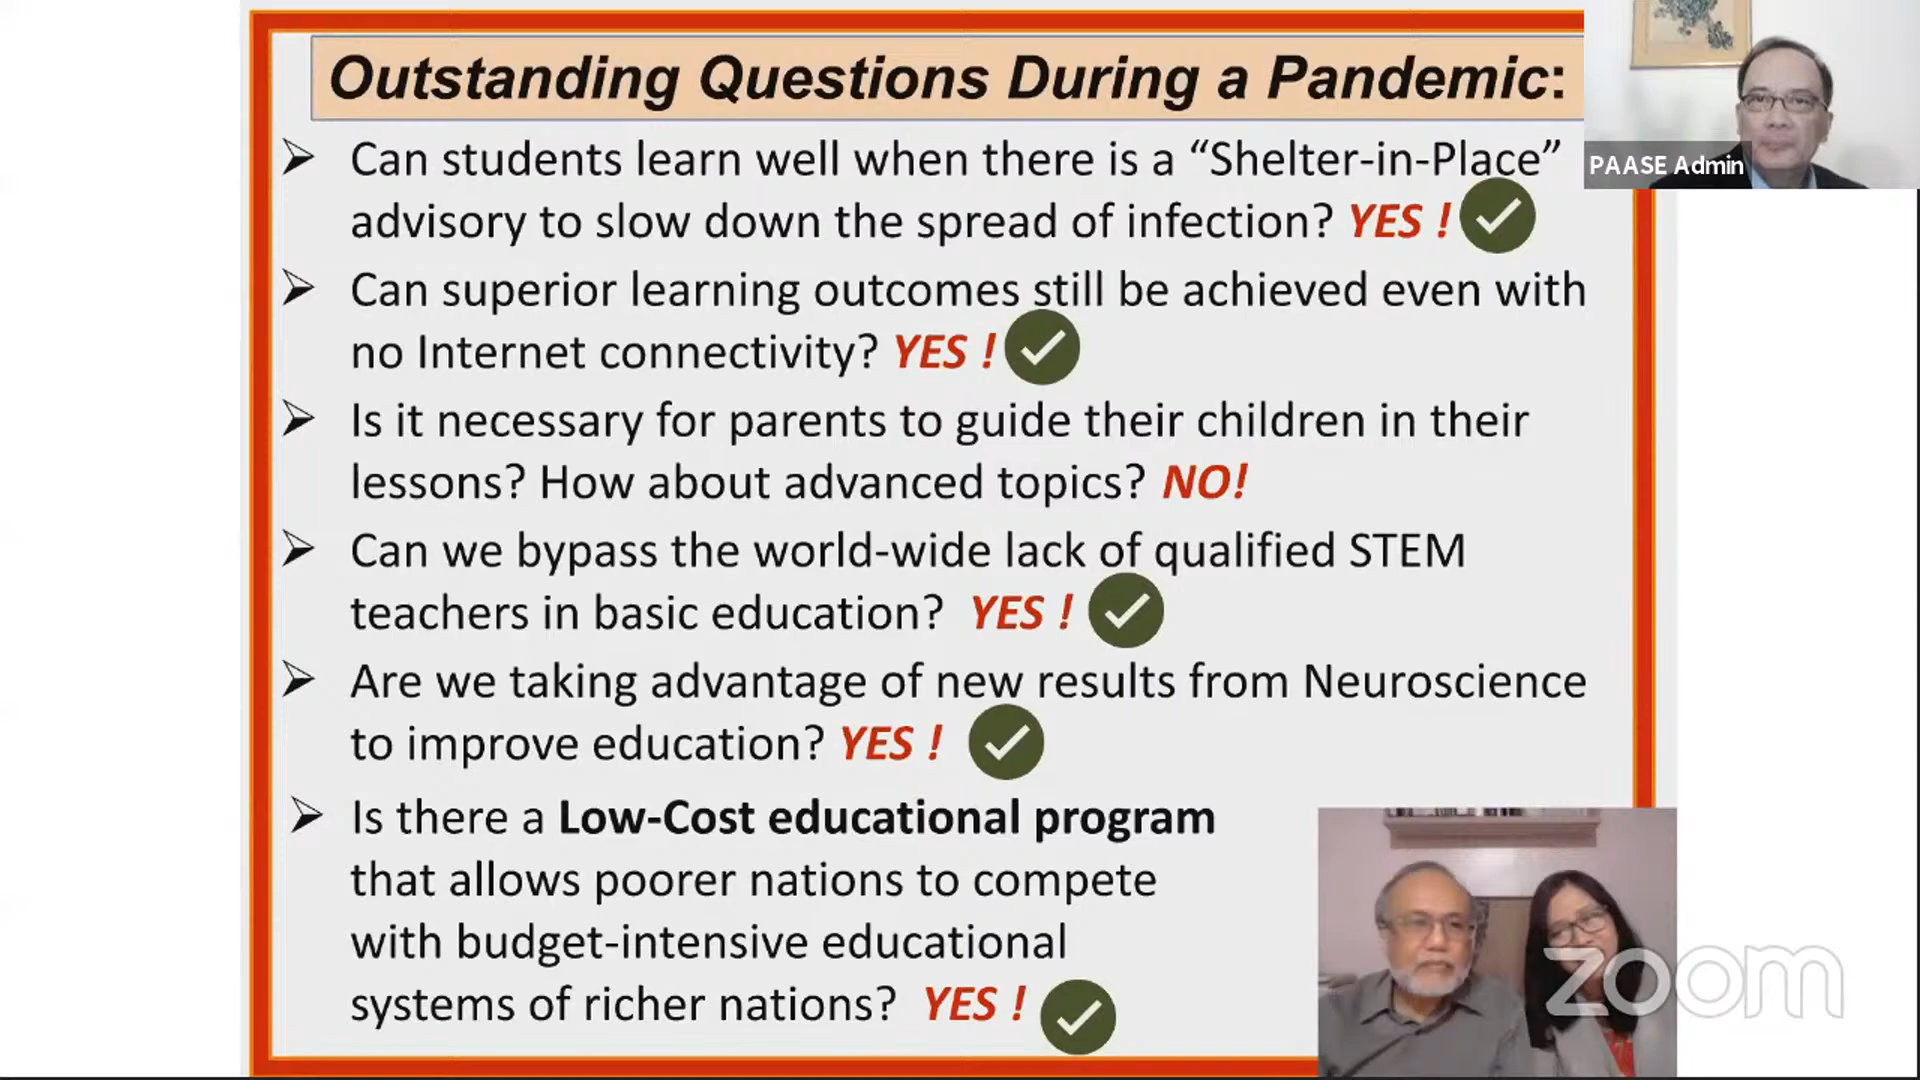 Outstanding Questions During a Pandemic:
PAASE Admin
➢ Can students learn well when there is a “Shelter-in-Place”
advisory to slow down the spread of infection? YES !
➢ Can superior learning outcomes still be achieved even with
no Internet connectivity? YES !
➢ Is it necessary for parents to guide their children in their
lessons? How about advanced topics? NO!
➢ Can we bypass the world-wide lack of qualified STEM
teachers in basic education? YES !
➢ Are we taking advantage of new results from Neuroscience
to improve education? YES !
➢ Is there a Low-Cost educational program
that allows poorer nations to compete
with budget-intensive educational
systems of richer nations? YES !
zoom